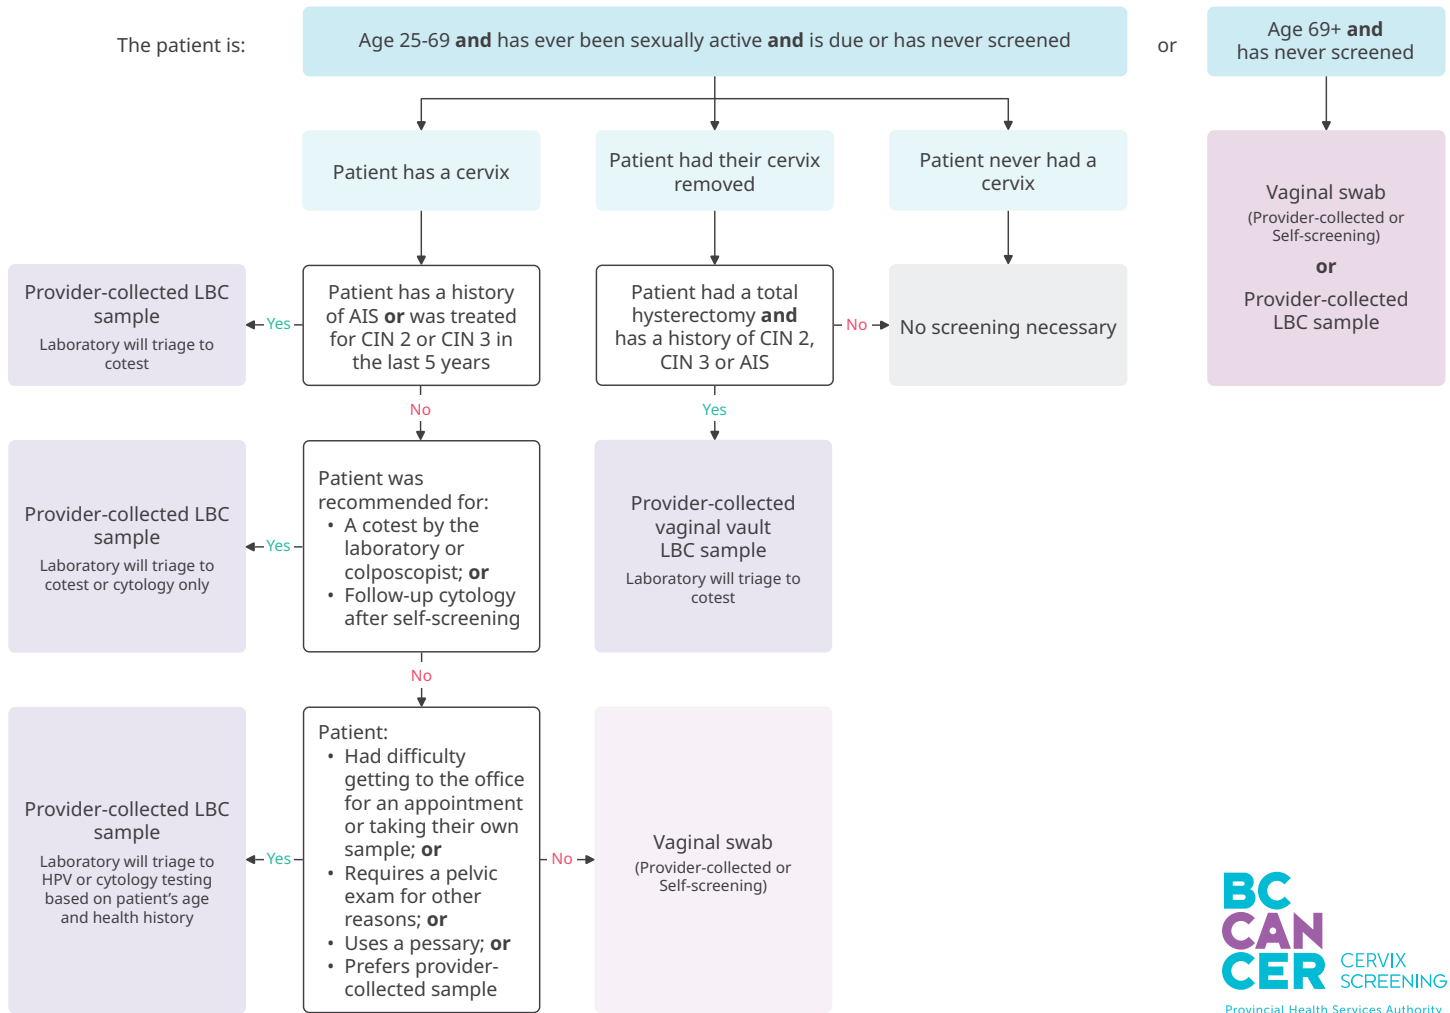 The patient is:
Age 25-69 and has ever been sexually active and is due or has never screened
or
Age 69+ and
has never screened
Patient has a cervix
Patient had their cervix
removed
Patient never had a
cervix
Vaginal swab
(Provider-collected or
Self-screening)
or
Provider-collected
LBC sample
Provider-collected LBC
sample
Laboratory will triage to
cotest
Yes
Patient has a history
of AIS or was treated
for CIN 2 or CIN 3 in
the last 5 years
Patient had a total
hysterectomy and
has a history of CIN 2,
CIN 3 or AIS
No
No screening necessary
No
Yes
Provider-collected LBC
sample
Laboratory will triage to
cotest or cytology only
Yes
Patient was
recommended for:
• A cotest by the
laboratory or
colposcopist; or
• Follow-up cytology
after self-screening
Provider-collected
vaginal vault
LBC sample
Laboratory will triage to
cotest
No
Provider-collected LBC
sample
Laboratory will triage to
HPV or cytology testing
based on patient's age
and health history
Yes
Patient:
• Had difficulty
getting to the office
for an appointment
or taking their own
sample; or
• Requires a pelvic
exam for other
reasons; or
• Uses a pessary; or
• Prefers provider-
collected sample
No
Vaginal swab
(Provider-collected or
Self-screening)
BC
CAN
CER
CERVIX
SCREENING
Provincial Health Services Authority